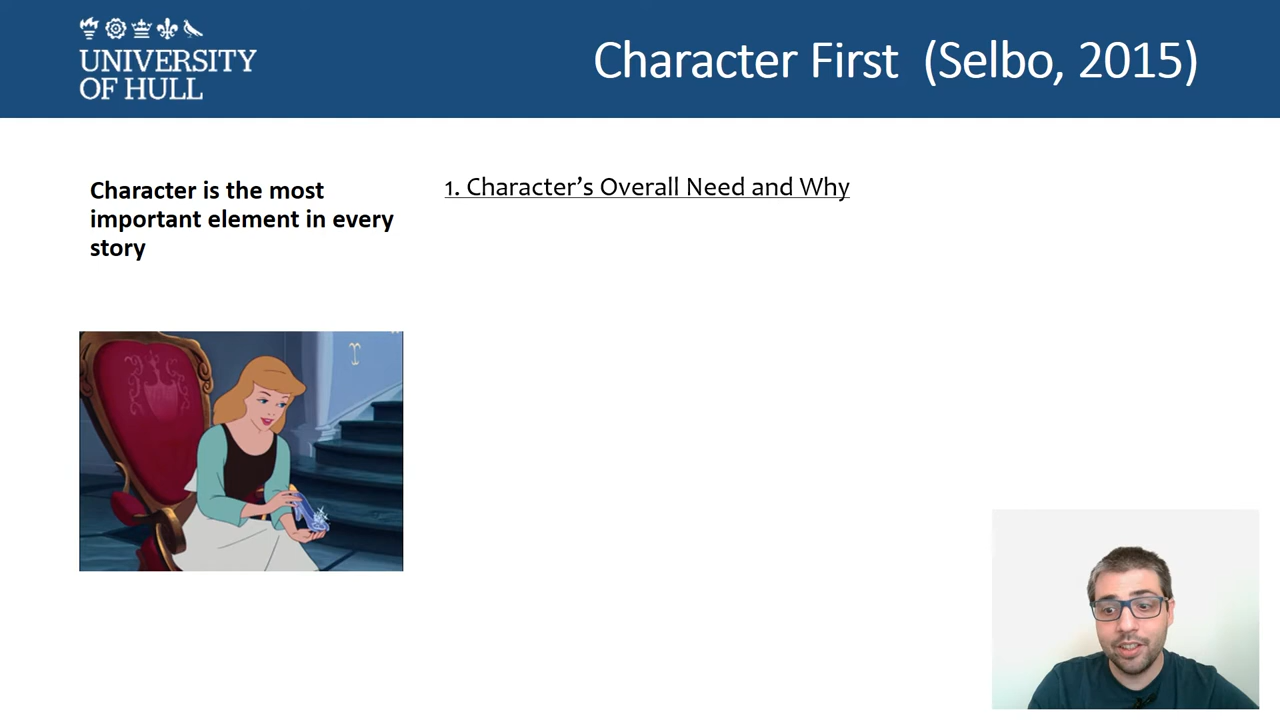 UNIVERSITY
OF HULL
Character First (Selbo, 2015)
Character is the most
important element in every
story
1. Character’s Overall Need and Why